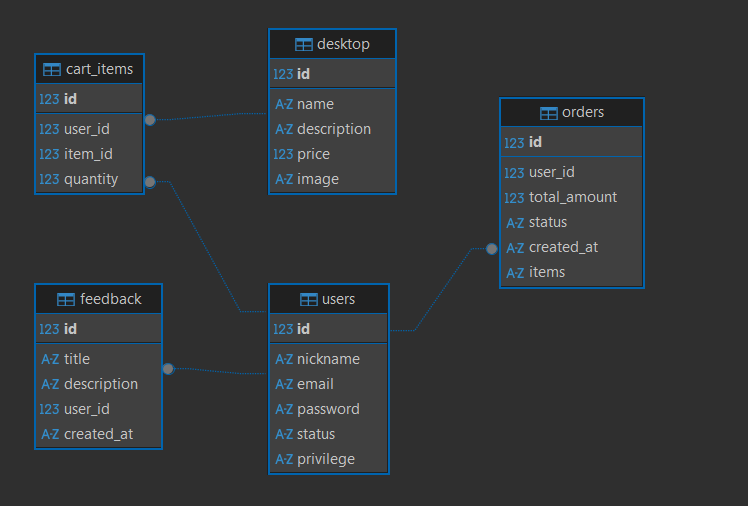 cart_items
123 id
123 user_id
123 item_id
123 quantity
desktop
123 id
A-Z name
A-Z description
123 price
A-Z image
orders
123 id
123 user_id
123 total_amount
A-Z status
A-Z created_at
A-Z items
feedback
123 id
A-Z title
A-Z description
123 user_id
A-Z created_at
users
123 id
A-Z nickname
A-Z email
A-Z password
A-Z status
A-Z privilege